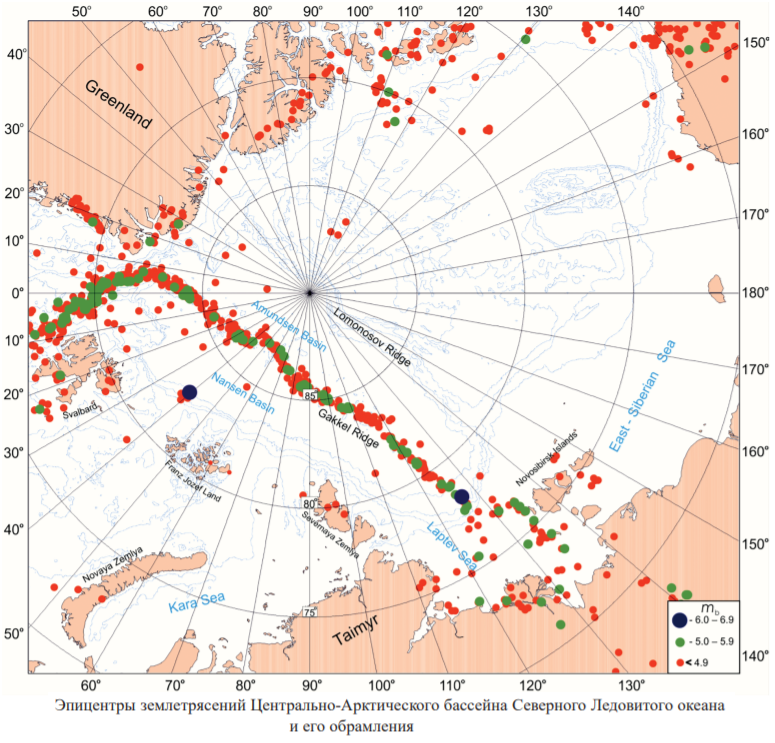 50° 60° 70° 80° 90° 100° 110° 120° 130° 140°
40°
150°
Greenland
30°
160°
20°
170°
10°
0°
180°
Amundsen Basin
Lomonosov Ridge
10°
East - Siberian Sea
170°
20°
Nansen Basin
85°
Svalbard
Gakkel Ridge
30°
Novosibirsk Islands
160°
Franz Jozef Land
80°
Severnaya Zemlya
40°
Laptev Sea
150°
Novaya Zemlya
Kara Sea
75°
50°
Taimyr
m b
- 6.0 – 6.9
- 5.0 – 5.9
< 4.9
140°
60° 70° 80° 90° 100° 110° 120° 130°
Эпицентры землетрясений Центрально-Арктического бассейна Северного Ледовитого океана
и его обрамления